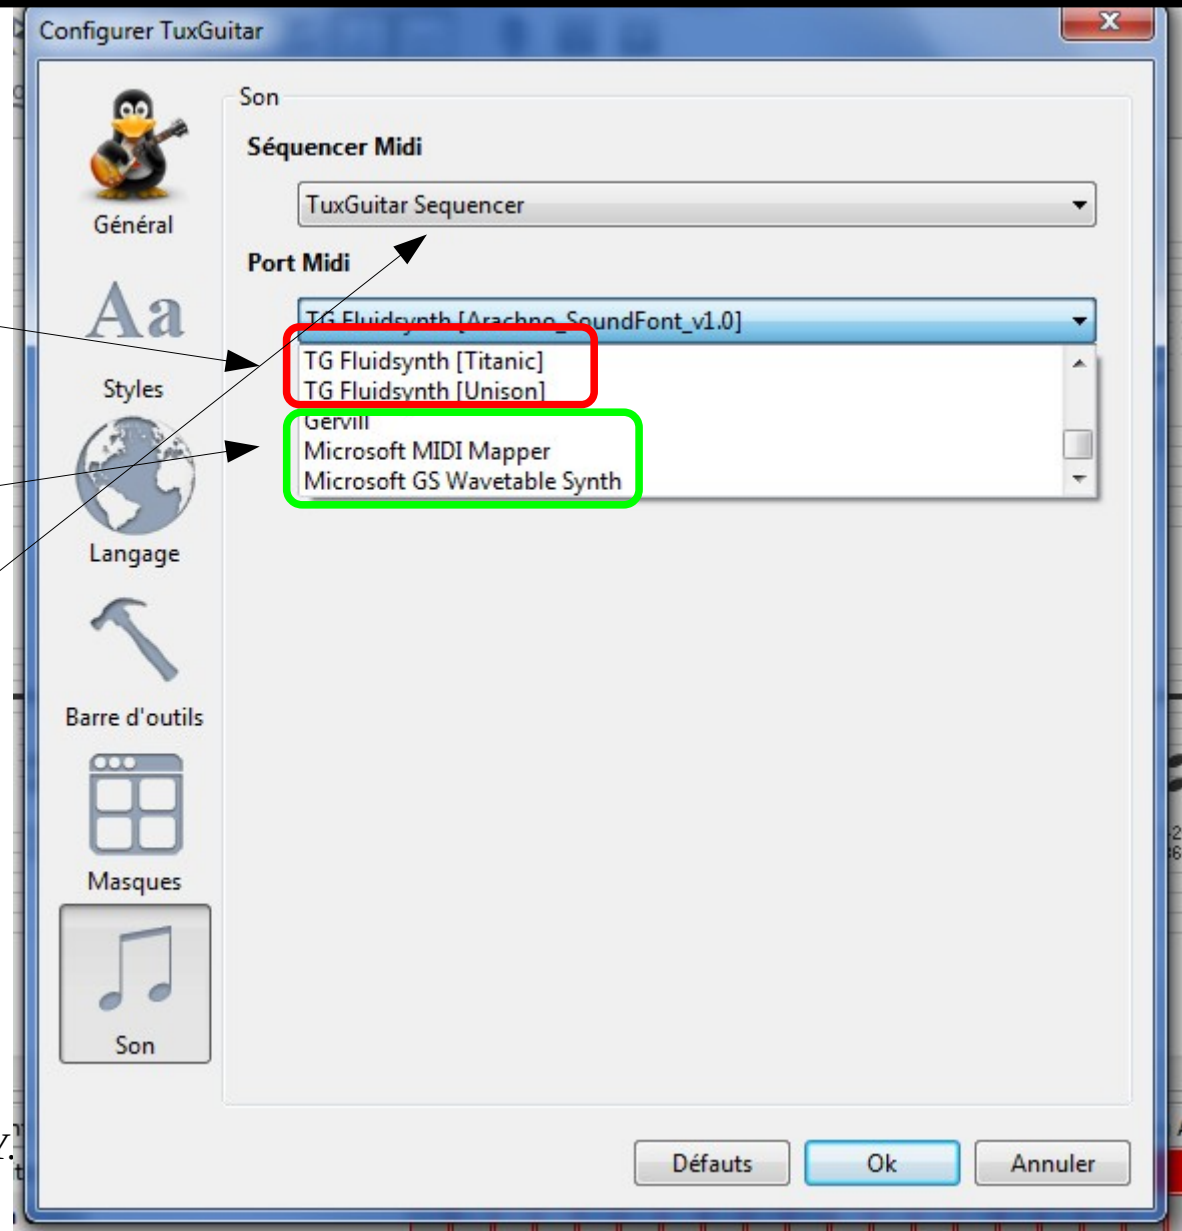 Configurer TuxGuitar
Son
Séquencer Midi
TuxGuitar Sequencer
Port Midi
TG Fluidsynth [Arachno_SoundFont_v1.0]
TG Fluidsynth [Titanic]
TG Fluidsynth [Unison]
Gervill
Microsoft MIDI Mapper
Microsoft GS Wavetable Synth
Général
Aa
Styles
Langage
Barre d'outils
Masques
Son
Défauts
Ok
Annuler